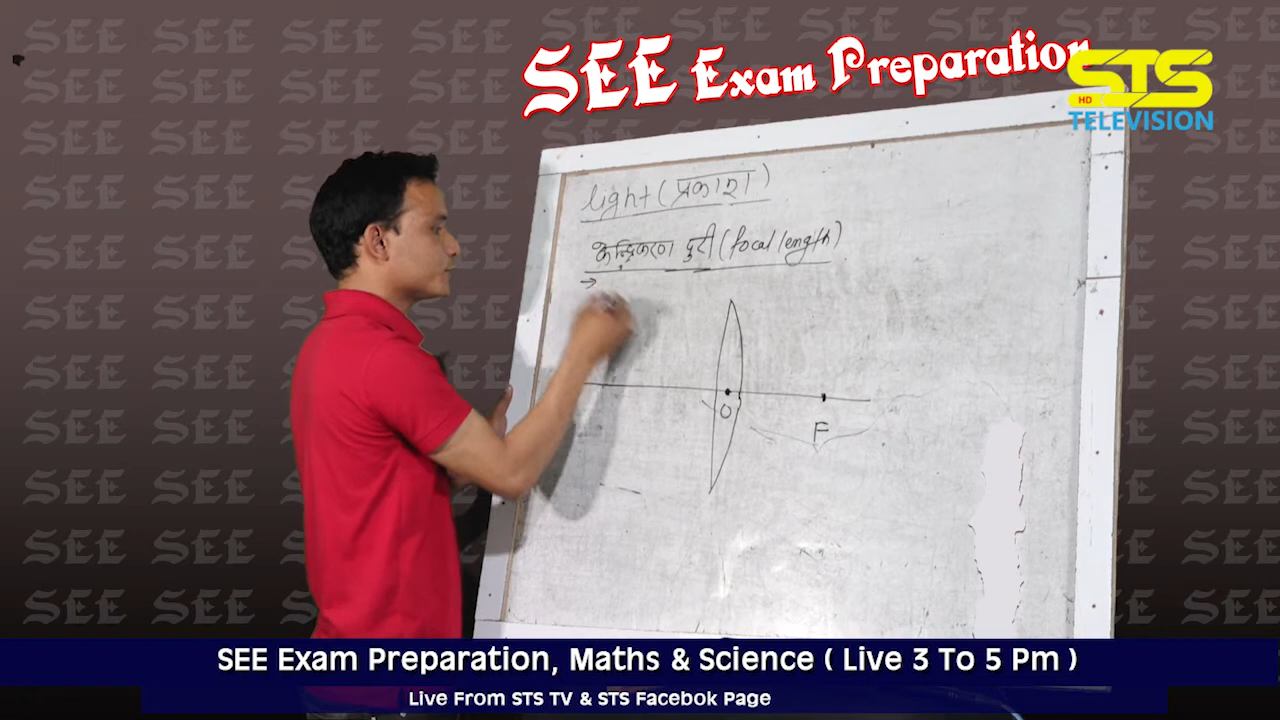 SEE Exam Preparation
HD STS
TELEVISION
light (प्रकाश)
केन्द्रिकरण दुरी (focal length)
→
O
F
SEE Exam Preparation, Maths & Science ( Live 3 To 5 Pm )
Live From STS TV & STS Facebok Page